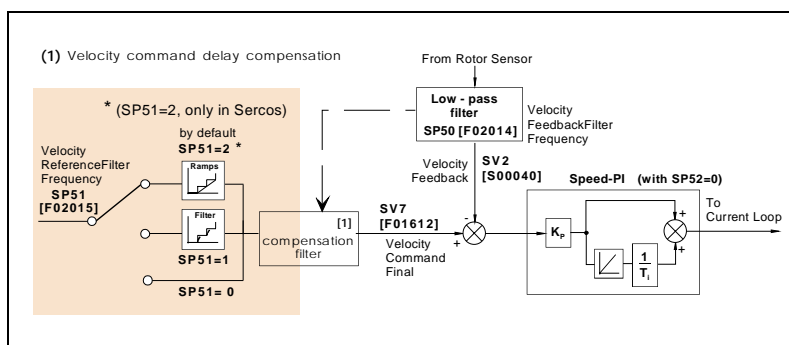 (1) Velocity command delay compensation
From Rotor Sensor
* (SP51=2, only in Sercos)
by default
SP51=2 *
Low - pass
filter
SP50 [F02014]
Velocity
FeedbackFilter
Frequency
Velocity
ReferenceFilter
Frequency
SP51
[F02015]
Ramps
Velocity
Feedback
SV2
[S00040]
Speed-PI (with SP52=0)
Filter
SP51=1
[1]
compensation
filter
SV7
[F01612]
Velocity
Command
Final
-
+
KP
1
Ti
+
+
To
Current Loop
SP51= 0